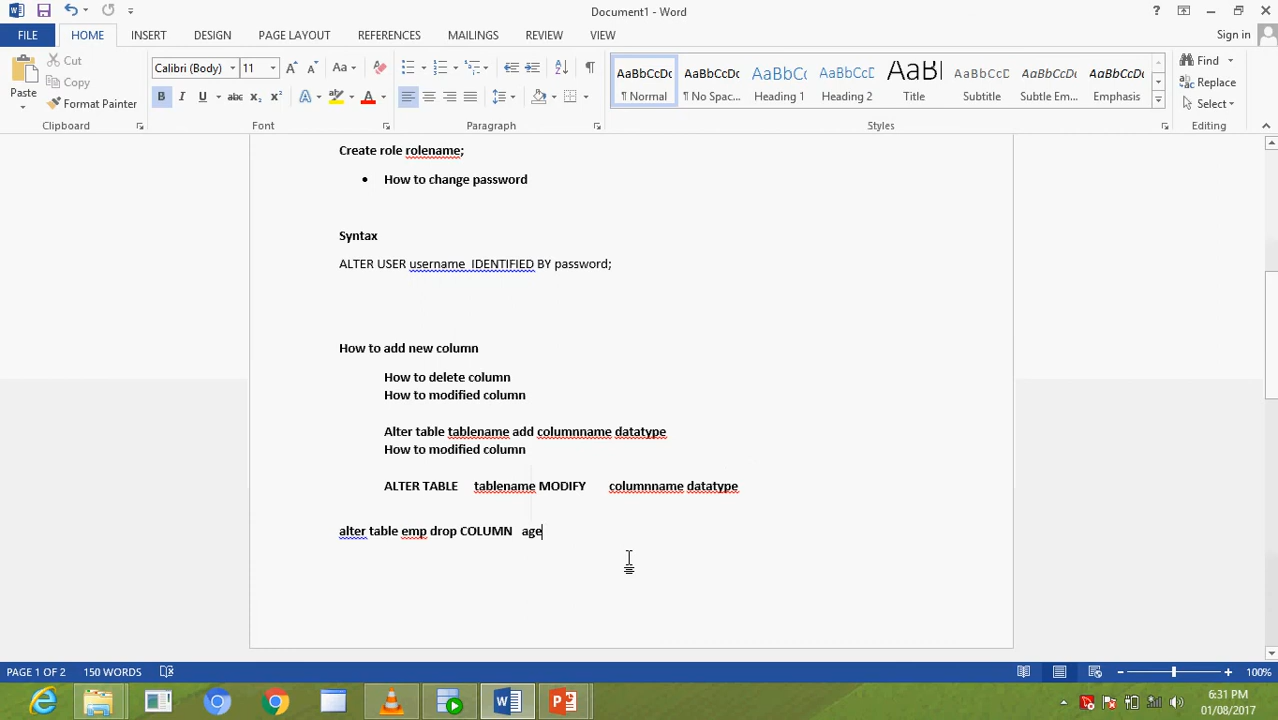 Document1 - Word
?
FILE
HOME
INSERT
DESIGN
PAGE LAYOUT
REFERENCES
MAILINGS
REVIEW
VIEW
Sign in
Paste
Cut
Copy
Format Painter
Clipboard
Calibri (Body)
11
Font
Paragraph
AaBbCcDc
¶ Normal
AaBbCcDc
¶ No Spac...
AaBbCc
Heading 1
AaBbCcE
Heading 2
AaBl
Title
AaBbCcD
Subtitle
AaBbCcDc
Subtle Em...
AaBbCcDc
Emphasis
Styles
Find
Replace
Select
Editing
Create role rolename;
• How to change password
Syntax
ALTER USER username IDENTIFIED BY password;
How to add new column
How to delete column
How to modified column
Alter table tablename add columnname datatype
How to modified column
ALTER TABLE tablename MODIFY columnname datatype
alter table emp drop COLUMN age
PAGE 1 OF 2
150 WORDS
100%
6:31 PM
01/08/2017